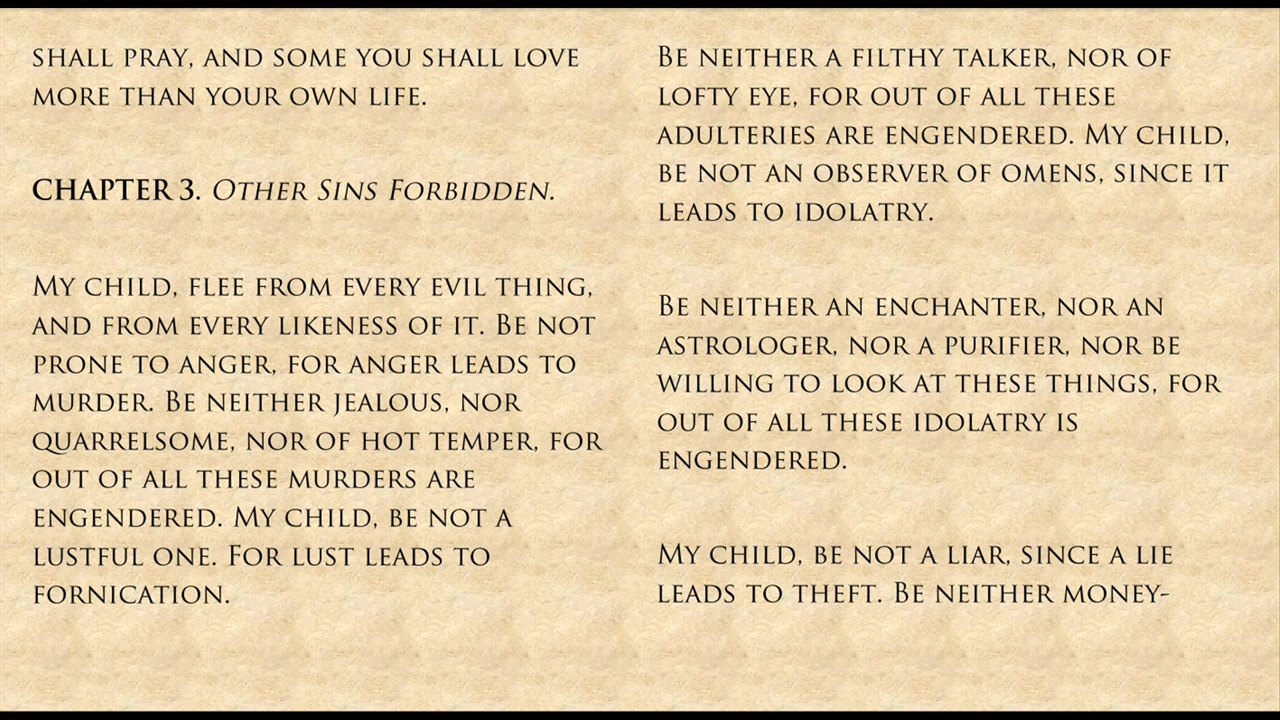 shall pray, and some you shall love
more than your own life.
CHAPTER 3. Other Sins Forbidden.
My child, flee from every evil thing,
and from every likeness of it. Be not
prone to anger, for anger leads to
murder. Be neither jealous, nor
quarrelsome, nor of hot temper, for
out of all these murders are
engendered. My child, be not a
lustful one. For lust leads to
fornication.
Be neither a filthy talker, nor of
lofty eye, for out of all these
adulteries are engendered. My child,
be not an observer of omens, since it
leads to idolatry.
Be neither an enchanter, nor an
astrologer, nor a purifier, nor be
willing to look at these things, for
out of all these idolatry is
engendered.
My child, be not a liar, since a lie
leads to theft. Be neither money-